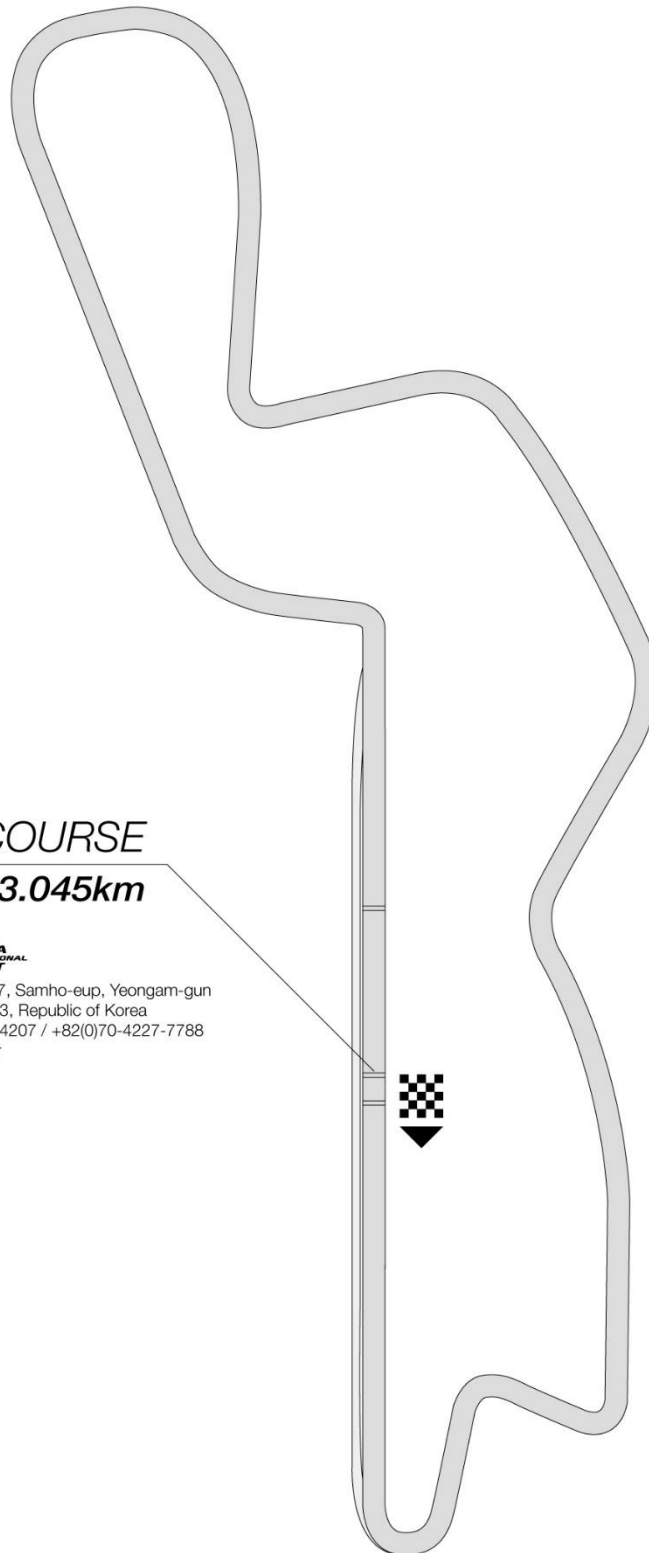 COURSE
3.045km
7, Samho-eup, Yeongam-gun
3, Republic of Korea
4207 / +82(0)70-4227-7788